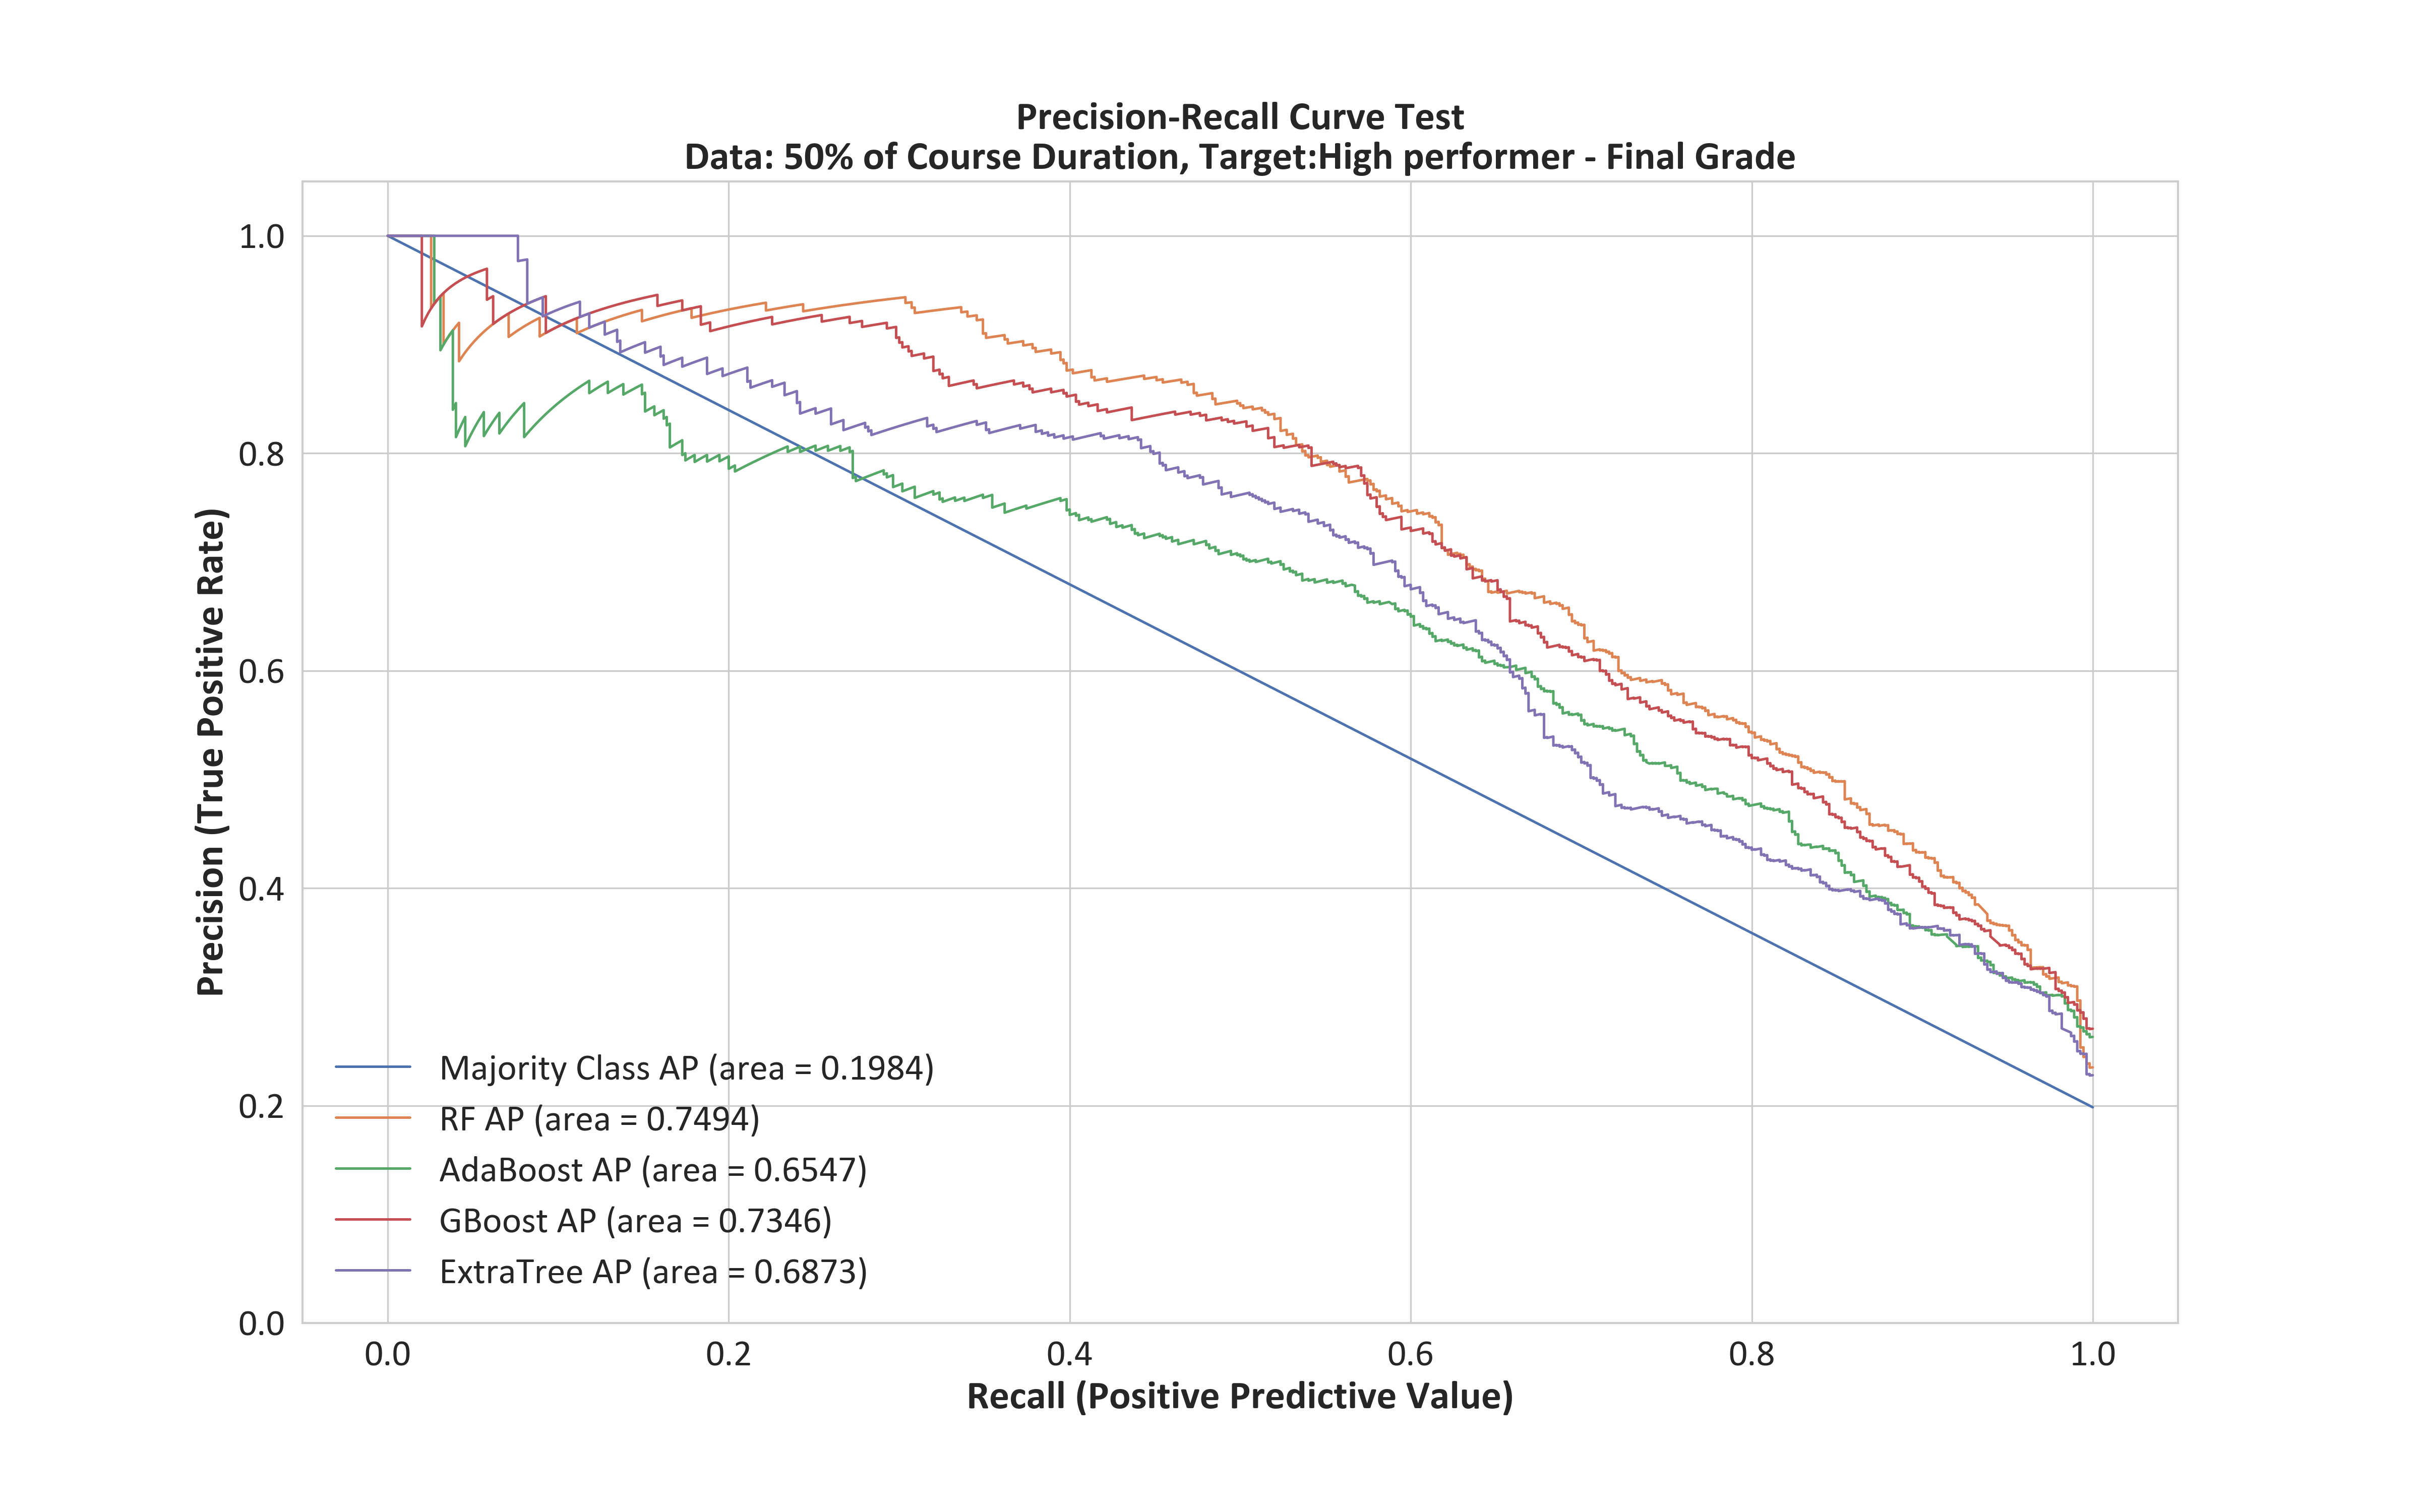 Precision-Recall Curve Test
Data: 50% of Course Duration, Target:High performer - Final Grade
Precision (True Positive Rate)
1.0
0.8
0.6
0.4
0.2
0.0
Majority Class AP (area = 0.1984)
RF AP (area = 0.7494)
AdaBoost AP (area = 0.6547)
GBoost AP (area = 0.7346)
ExtraTree AP (area = 0.6873)
0.0 0.2 0.4 0.6 0.8 1.0
Recall (Positive Predictive Value)